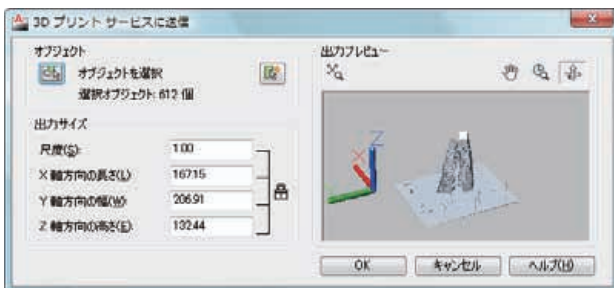 3D プリント サービスに送信
オブジェクト
オブジェクトを選択
選択オブジェクト: 612 個
出力サイズ
尺度(S): 1.00
X 軸方向の長さ(L) 167.15
Y 軸方向の幅(W) 206.91
Z 軸方向の高さ(E) 132.44
出力プレビュー
X
Z
OK キャンセル ヘルプ(H)